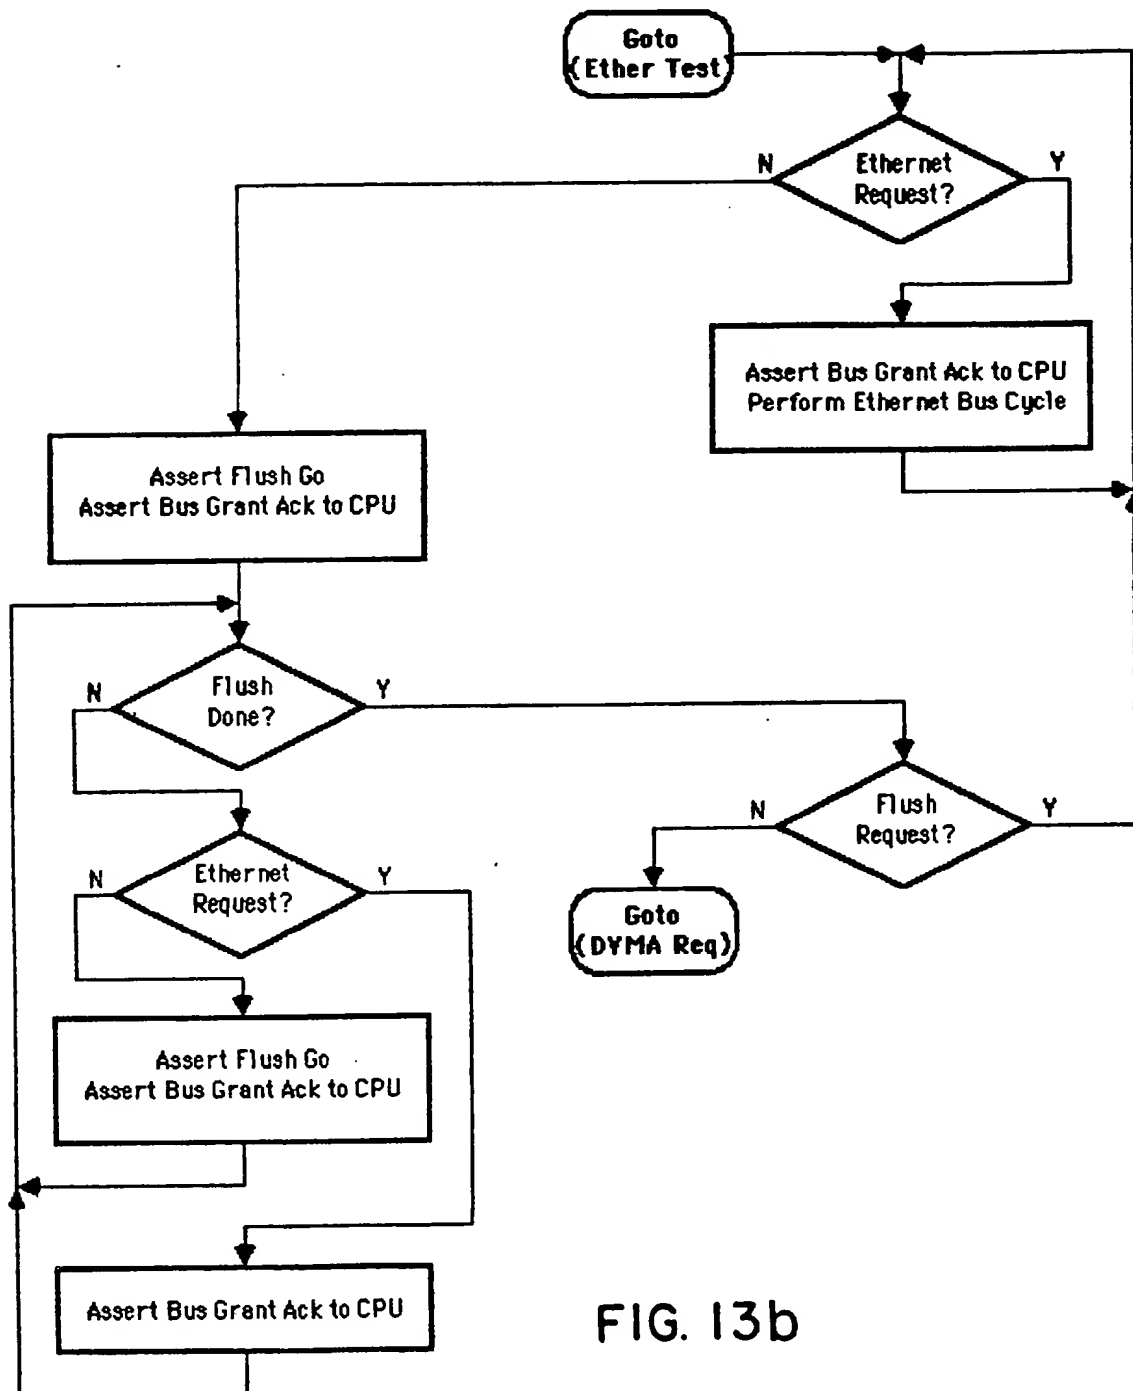 Goto
(Ether Test)
N
Ethernet
Request?
Y
Assert Bus Grant Ack to CPU
Perform Ethernet Bus Cycle
Assert Flush Go
Assert Bus Grant Ack to CPU
N
Flush
Done?
Y
N
Flush
Request?
Y
N
Ethernet
Request?
Y
Goto
(DYMA Req)
Assert Flush Go
Assert Bus Grant Ack to CPU
Assert Bus Grant Ack to CPU
FIG. 13b